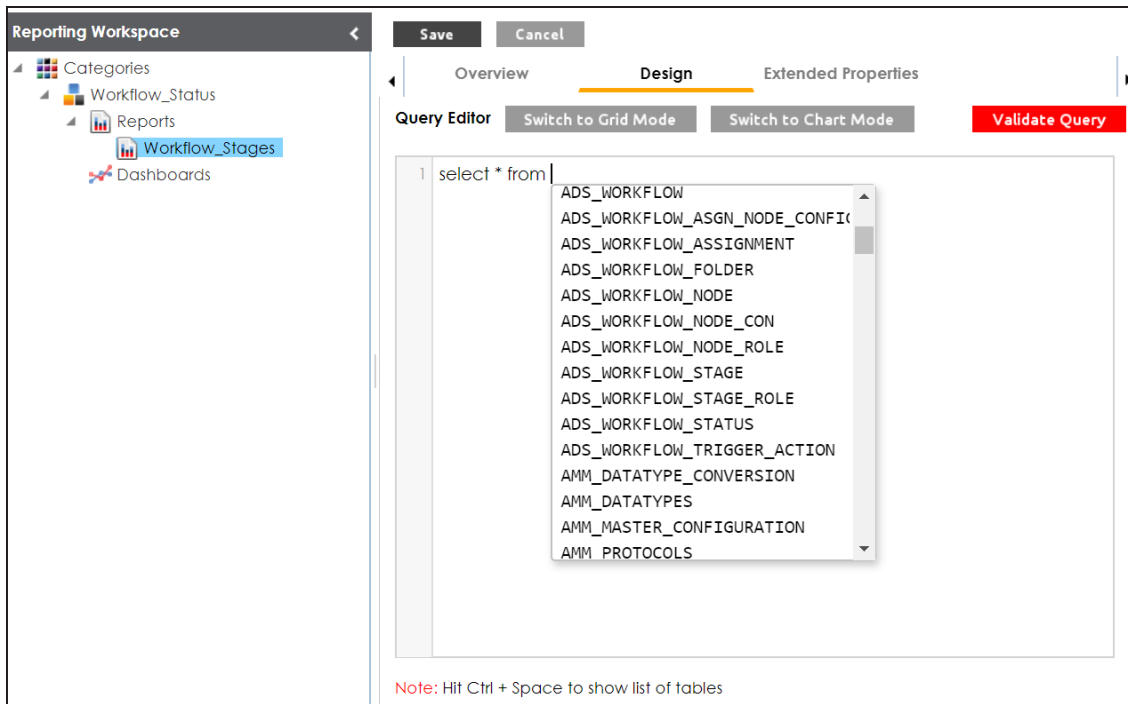 Reporting Workspace
Categories
Workflow_Status
Reports
Workflow_Stages
Dashboards
Save Cancel
Overview Design Extended Properties
Query Editor Switch to Grid Mode Switch to Chart Mode Validate Query
1 select * from
ADS_WORKFLOW
ADS_WORKFLOW_ASGN_NODE_CONFIG
ADS_WORKFLOW_ASSIGNMENT
ADS_WORKFLOW_FOLDER
ADS_WORKFLOW_NODE
ADS_WORKFLOW_NODE_CON
ADS_WORKFLOW_NODE_ROLE
ADS_WORKFLOW_STAGE
ADS_WORKFLOW_STAGE_ROLE
ADS_WORKFLOW_STATUS
ADS_WORKFLOW_TRIGGER_ACTION
AMM_DATATYPE_CONVERSION
AMM_DATATYPES
AMM_MASTER_CONFIGURATION
AMM_PROTOCOLS
Note: Hit Ctrl + Space to show list of tables